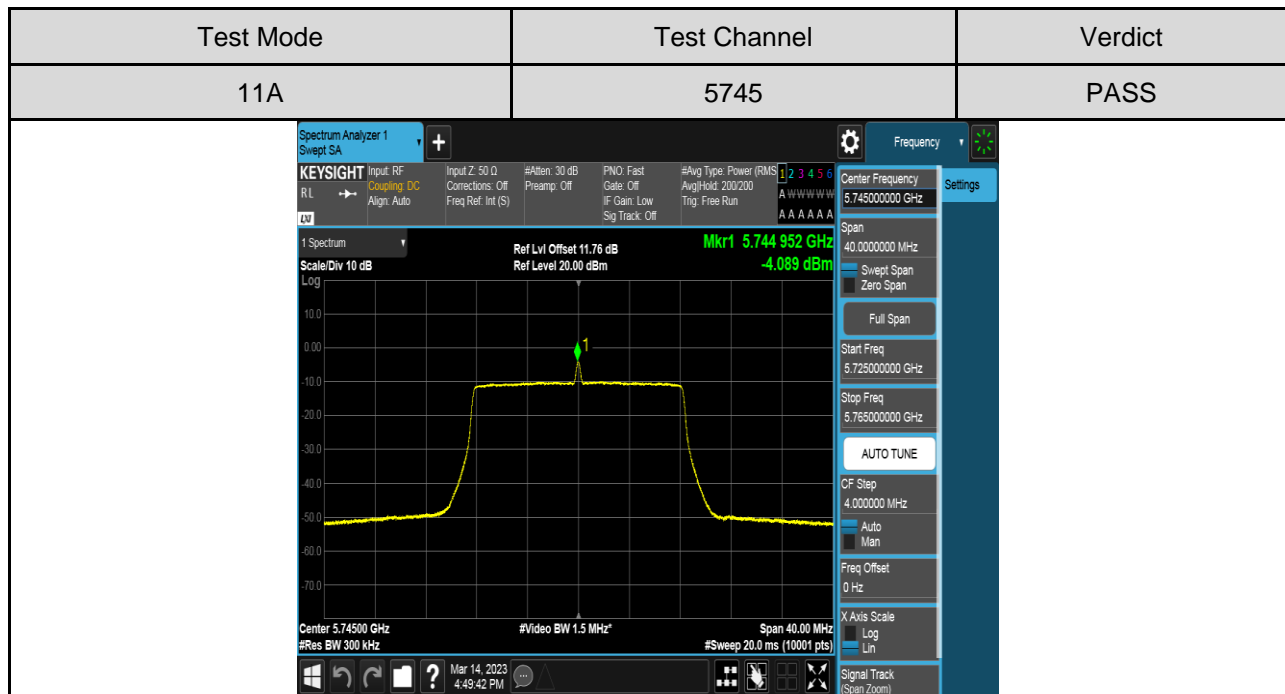 Test Mode Test Channel Verdict
11A 5745 PASS
Spectrum Analyzer 1
Swept SA
+
Frequency
KEYSIGHT
RL
LXI
Input: RF
Coupling: DC
Align: Auto
Input Z: 50 Ω
Corrections: Off
Freq Ref: Int (S)
#Atten: 30 dB
Preamp: Off
PNO: Fast
Gate: Off
IF Gain: Low
Sig Track: Off
#Avg Type: Power (RMS
Avg|Hold: 200/200
Trig: Free Run
1 2 3 4 5 6
A W W W W W
A A A A A A
1 Spectrum
Scale/Div 10 dB
Ref Lvl Offset 11.76 dB
Ref Level 20.00 dBm
Mkr1 5.744 952 GHz
-4.089 dBm
Log
10.0
0.00
-10.0
-20.0
-30.0
-40.0
-50.0
-60.0
-70.0
1
Center 5.74500 GHz
#Res BW 300 kHz
#Video BW 1.5 MHz*
Span 40.00 MHz
#Sweep 20.0 ms (10001 pts)
?
Mar 14, 2023
4:49:42 PM
Center Frequency
5.745000000 GHz
Span
40.0000000 MHz
Swept Span
Zero Span
Full Span
Start Freq
5.725000000 GHz
Stop Freq
5.765000000 GHz
AUTO TUNE
CF Step
4.000000 MHz
Auto
Man
Freq Offset
0 Hz
X Axis Scale
Log
Lin
Signal Track
(Span Zoom)
Settings